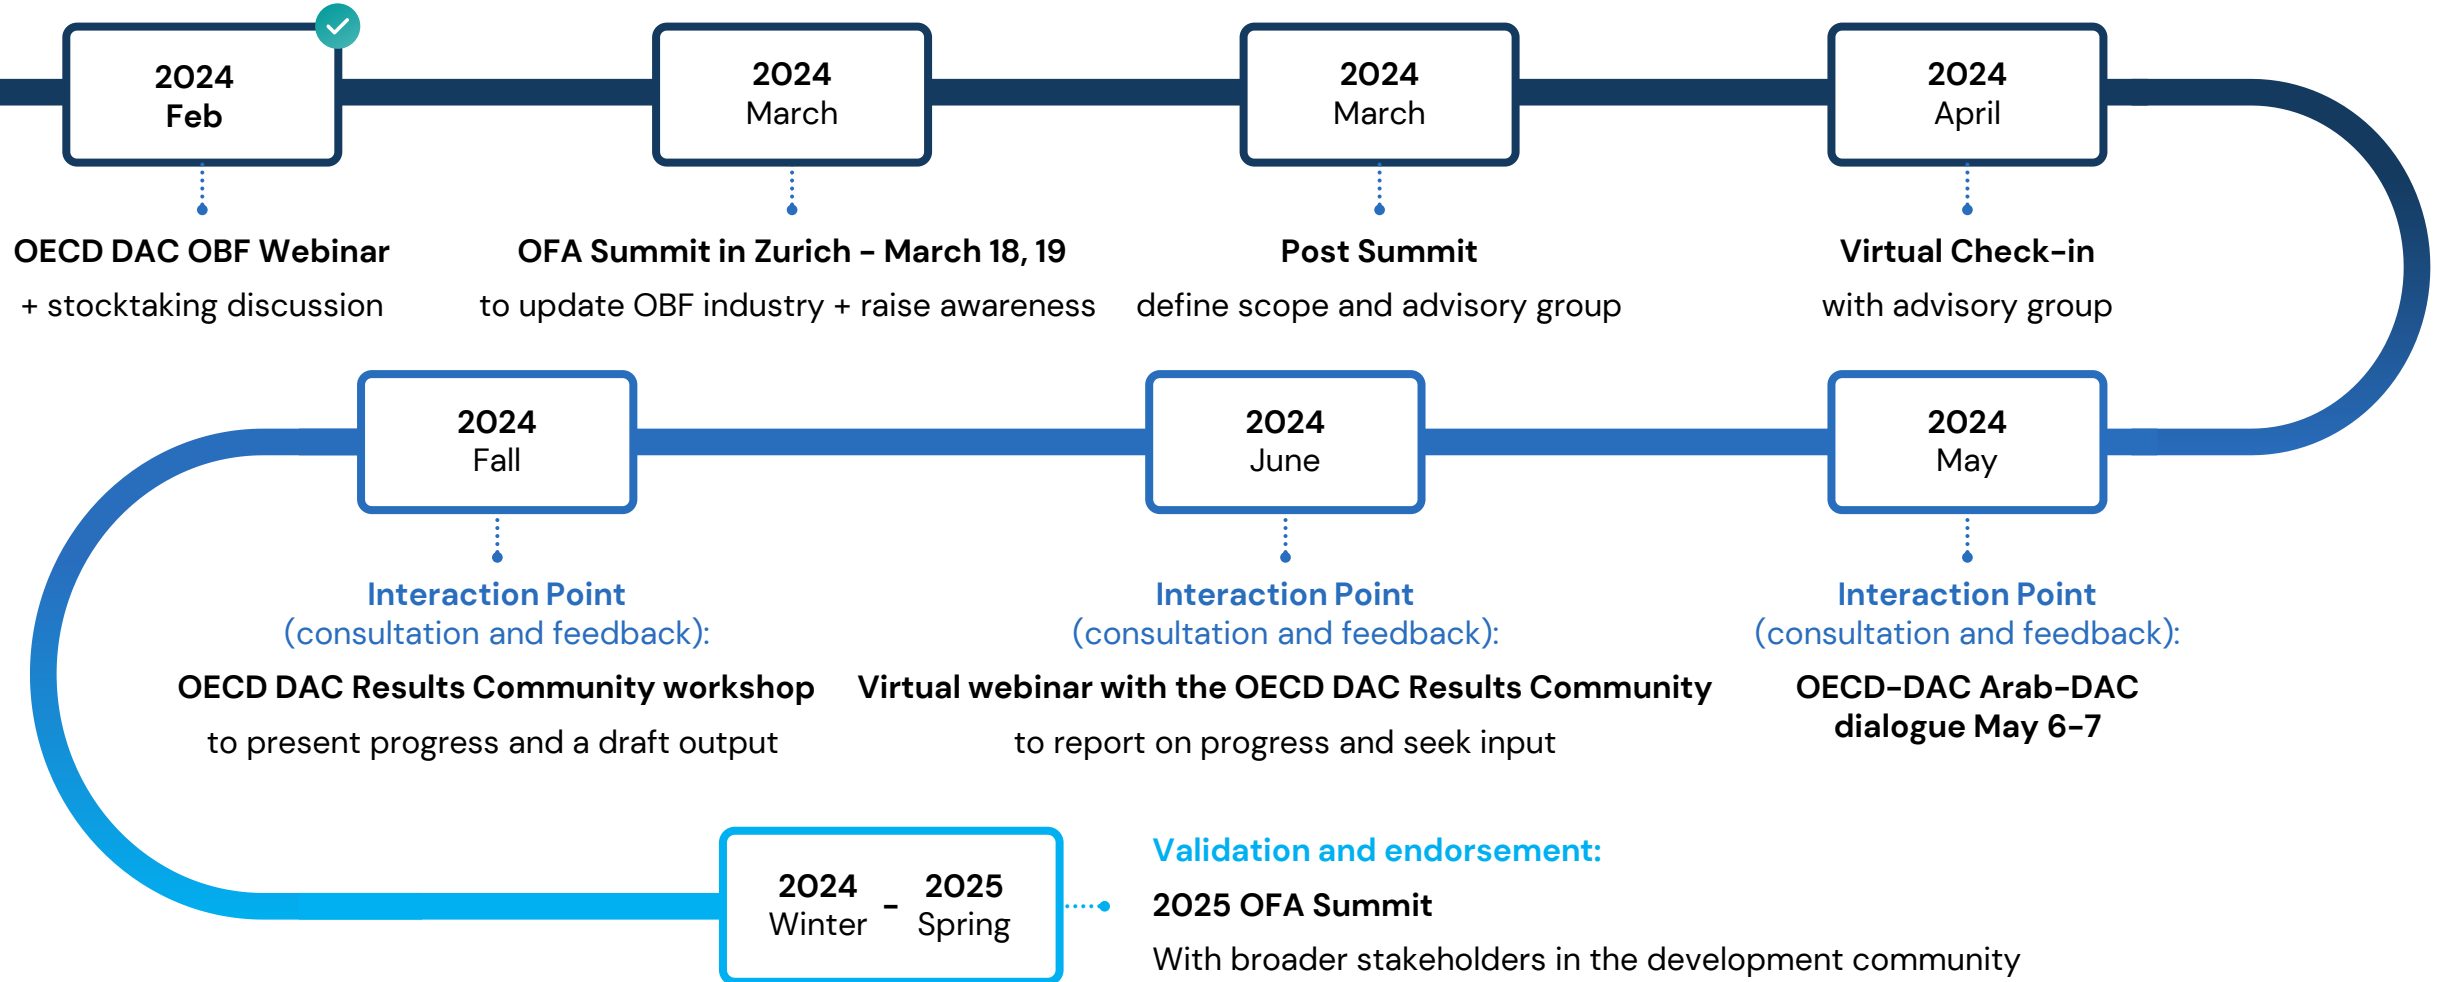 2024
Feb
OECD DAC OBF Webinar
+ stocktaking discussion
2024
March
OFA Summit in Zurich – March 18, 19
to update OBF industry + raise awareness
2024
March
Post Summit
define scope and advisory group
2024
April
Virtual Check-in
with advisory group
2024
May
Interaction Point
(consultation and feedback):
OECD-DAC Arab-DAC
dialogue May 6-7
2024
June
Interaction Point
(consultation and feedback):
Virtual webinar with the OECD DAC Results Community
to report on progress and seek input
2024
Fall
Interaction Point
(consultation and feedback):
OECD DAC Results Community workshop
to present progress and a draft output
2024 - 2025
Winter Spring
Validation and endorsement:
2025 OFA Summit
With broader stakeholders in the development community